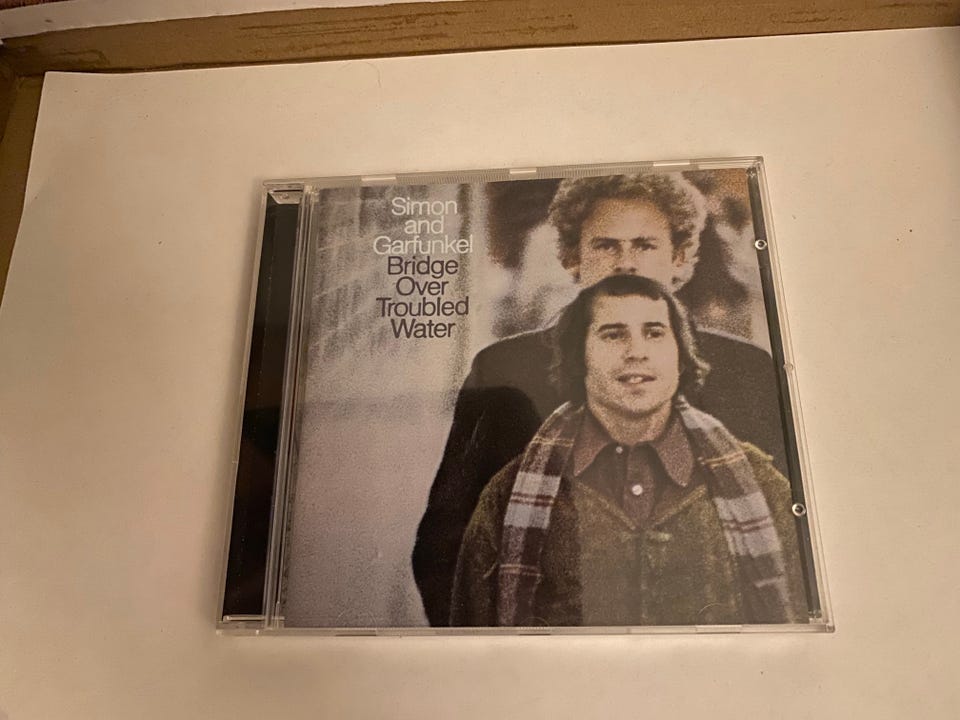 Simon
and
Garfunkel
Bridge
Over
Troubled
Water